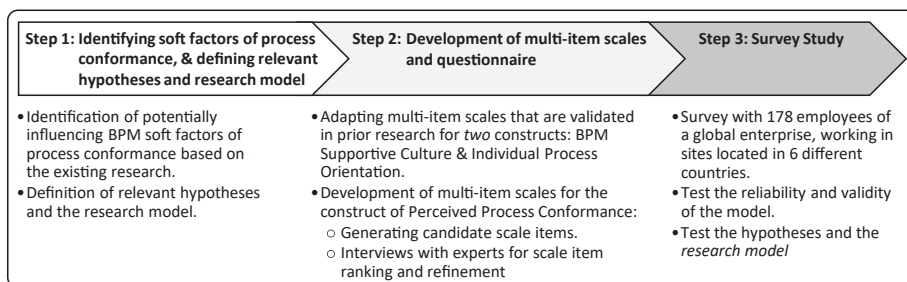 Step 1: Identifying soft factors of process
conformance, & defining relevant
hypotheses and research model
Step 2: Development of multi-item scales
and questionnaire
Step 3: Survey Study
•Identification of potentially
influencing BPM soft factors of
process conformance based on
the existing research.
•Definition of relevant hypotheses
and the research model.
•Adapting multi-item scales that are validated
in prior research for two constructs: BPM
Supportive Culture & Individual Process
Orientation.
•Development of multi-item scales for the
construct of Perceived Process Conformance:
○ Generating candidate scale items.
○ Interviews with experts for scale item
ranking and refinement
•Survey with 178 employees of
a global enterprise, working in
sites located in 6 different
countries.
•Test the reliability and validity
of the model.
•Test the hypotheses and the
research model